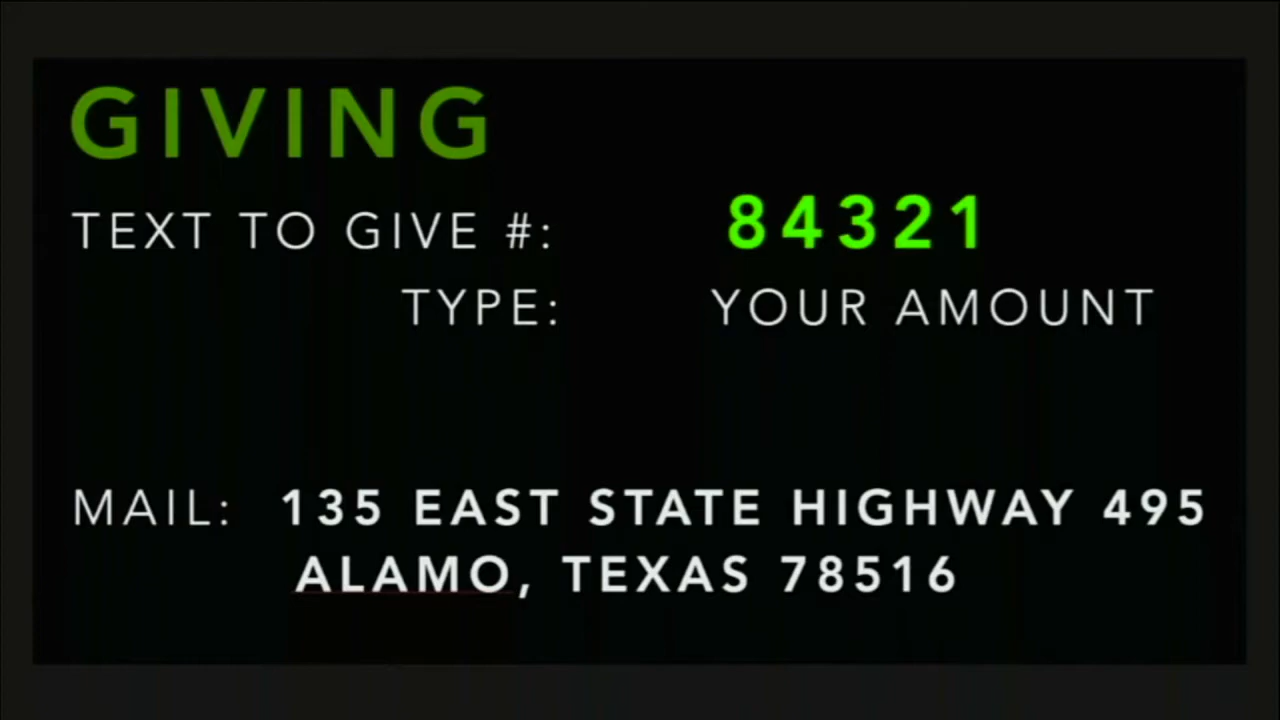 GIVING
TEXT TO GIVE #: 84321
TYPE: YOUR AMOUNT
MAIL: 135 EAST STATE HIGHWAY 495
ALAMO, TEXAS 78516